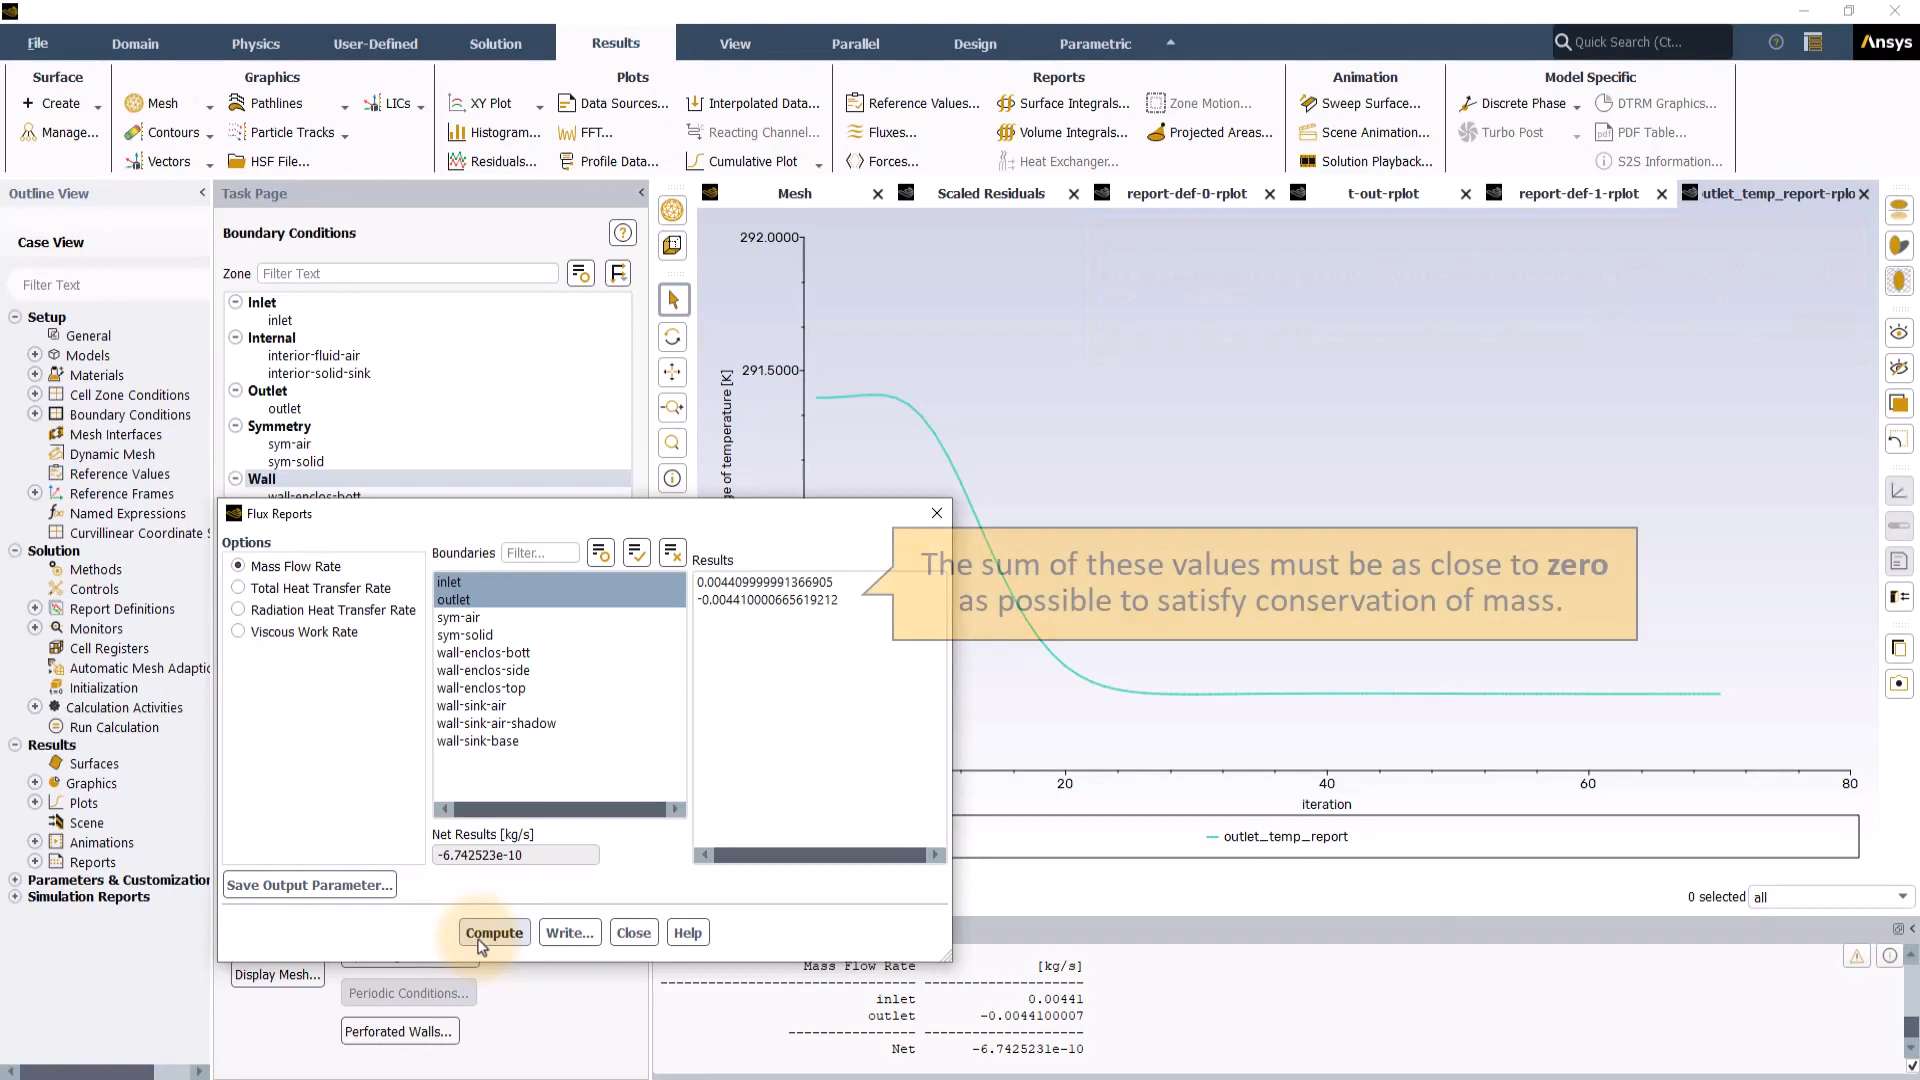 File
Domain
Physics
User-Defined
Solution
Results
View
Parallel
Design
Parametric
Quick Search (Ct...
Ansys
Surface
Graphics
Plots
Reports
Animation
Model Specific
+ Create
Mesh
Pathlines
LICs
XY Plot
Data Sources...
Interpolated Data...
Reference Values...
Surface Integrals...
Zone Motion...
Sweep Surface...
Discrete Phase
DTRM Graphics...
Manage...
Contours
Particle Tracks
Histogram...
FFT...
Reacting Channel...
Fluxes...
Volume Integrals...
Projected Areas...
Scene Animation...
Turbo Post
PDF Table...
Vectors
HSF File...
Residuals...
Profile Data...
Cumulative Plot
Forces...
Heat Exchanger...
Solution Playback...
S2S Information...
Outline View
Case View
Filter Text
Setup
General
Models
Materials
Cell Zone Conditions
Boundary Conditions
Mesh Interfaces
Dynamic Mesh
Reference Values
Reference Frames
Named Expressions
Curvilinear Coordinate S
Solution
Methods
Controls
Report Definitions
Monitors
Cell Registers
Automatic Mesh Adaptio
Initialization
Calculation Activities
Run Calculation
Results
Surfaces
Graphics
Plots
Scene
Animations
Reports
Parameters & Customization
Simulation Reports
Task Page
Boundary Conditions
Zone
Filter Text
Inlet
inlet
Internal
interior-fluid-air
interior-solid-sink
Outlet
outlet
Symmetry
sym-air
sym-solid
Wall
wall-enclos-bott
Display Mesh...
Periodic Conditions...
Perforated Walls...
Mesh
Scaled Residuals
report-def-0-rplot
t-out-rplot
report-def-1-rplot
utlet_temp_report-rplo
292.0000
291.5000
ge of temperature [K]
20
40
60
80
iteration
outlet_temp_report
0 selected
all
Flux Reports
Options
Mass Flow Rate
Total Heat Transfer Rate
Radiation Heat Transfer Rate
Viscous Work Rate
Save Output Parameter...
Boundaries
Filter...
inlet
outlet
sym-air
sym-solid
wall-enclos-bott
wall-enclos-side
wall-enclos-top
wall-sink-air
wall-sink-air-shadow
wall-sink-base
Net Results [kg/s]
-6.742523e-10
Results
0.004409999991366905
-0.004410000665619212
Compute
Write...
Close
Help
The sum of these values must be as close to zero
as possible to satisfy conservation of mass.
Mass Flow Rate [kg/s]
-------------------------------- --------------------
inlet 0.00441
outlet -0.0044100007
---------------- --------------------
Net -6.7425231e-10